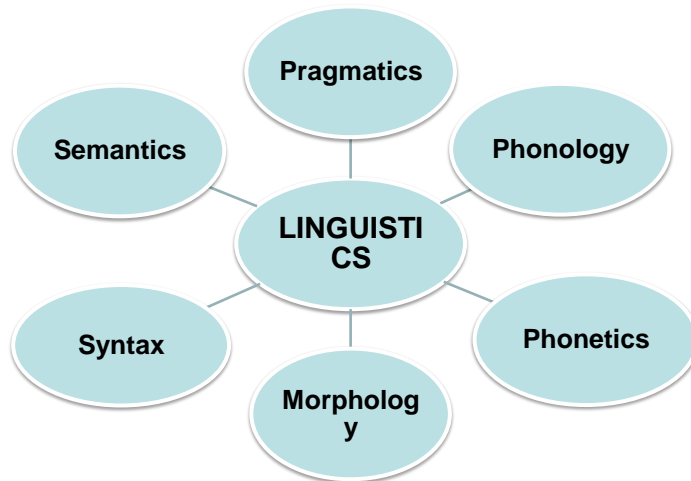 Pragmatics
Semantics
Phonology
LINGUISTI
CS
Syntax
Phonetics
Morpholog
y